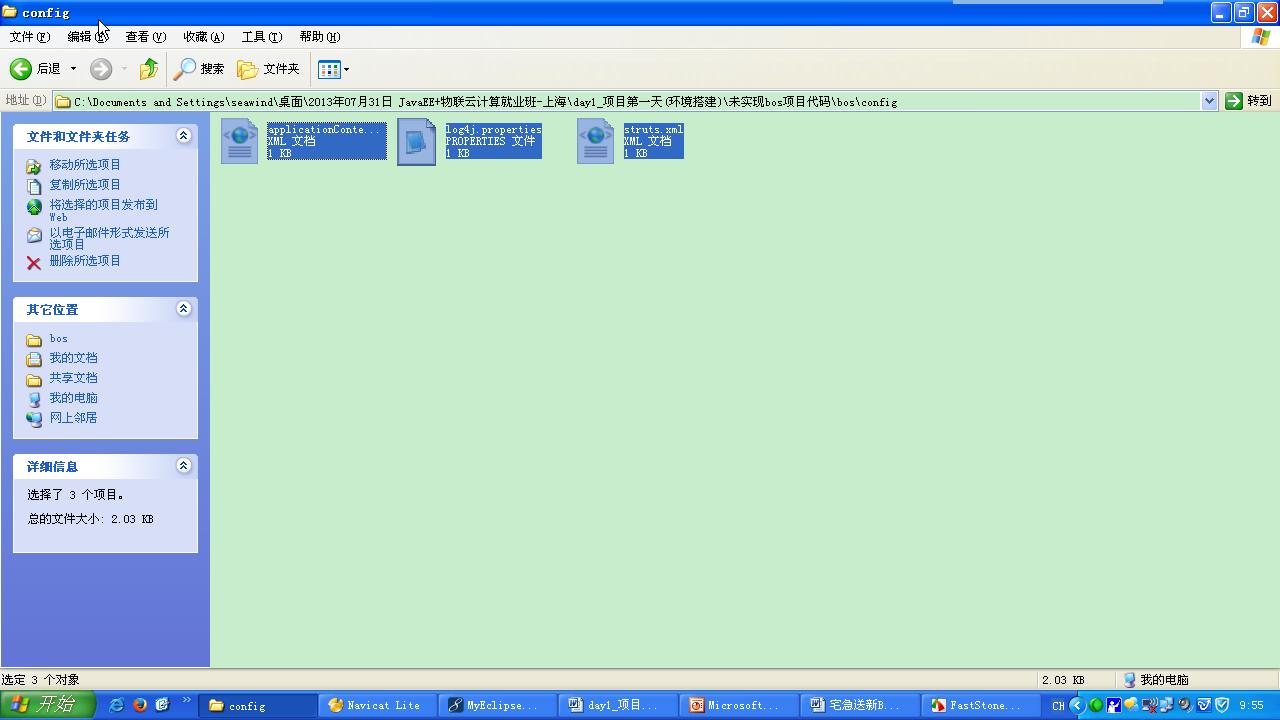 config
文件(F) 编辑 查看(V) 收藏(A) 工具(T) 帮助(H)
后退 搜索 文件夹
地址(D) C:\Documents and Settings\seawind\桌面\2013年07月31日 JavaEE+物联云计算就业班-上海\day1_项目第一天(环境搭建)\未实现bos项目代码\bos\config 转到
文件和文件夹任务
移动所选项目
复制所选项目
将选择的项目发布到
Web
以电子邮件形式发送所
选项目
删除所选项目
其它位置
bos
我的文档
共享文档
我的电脑
网上邻居
详细信息
选择了 3 个项目。
总的文件大小: 2.03 KB
applicationConte...
XML 文档
1 KB
log4j.properties
PROPERTIES 文件
1 KB
struts.xml
XML 文档
1 KB
选定 3 个对象 2.03 KB 我的电脑
开始 config Navicat Lite MyEclipse... day1_项目... Microsoft... 宅急送新B... FastStone... CH 9:55